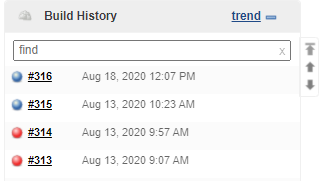 Build History trend
find x
#316 Aug 18, 2020 12:07 PM
#315 Aug 13, 2020 10:23 AM
#314 Aug 13, 2020 9:57 AM
#313 Aug 13, 2020 9:07 AM